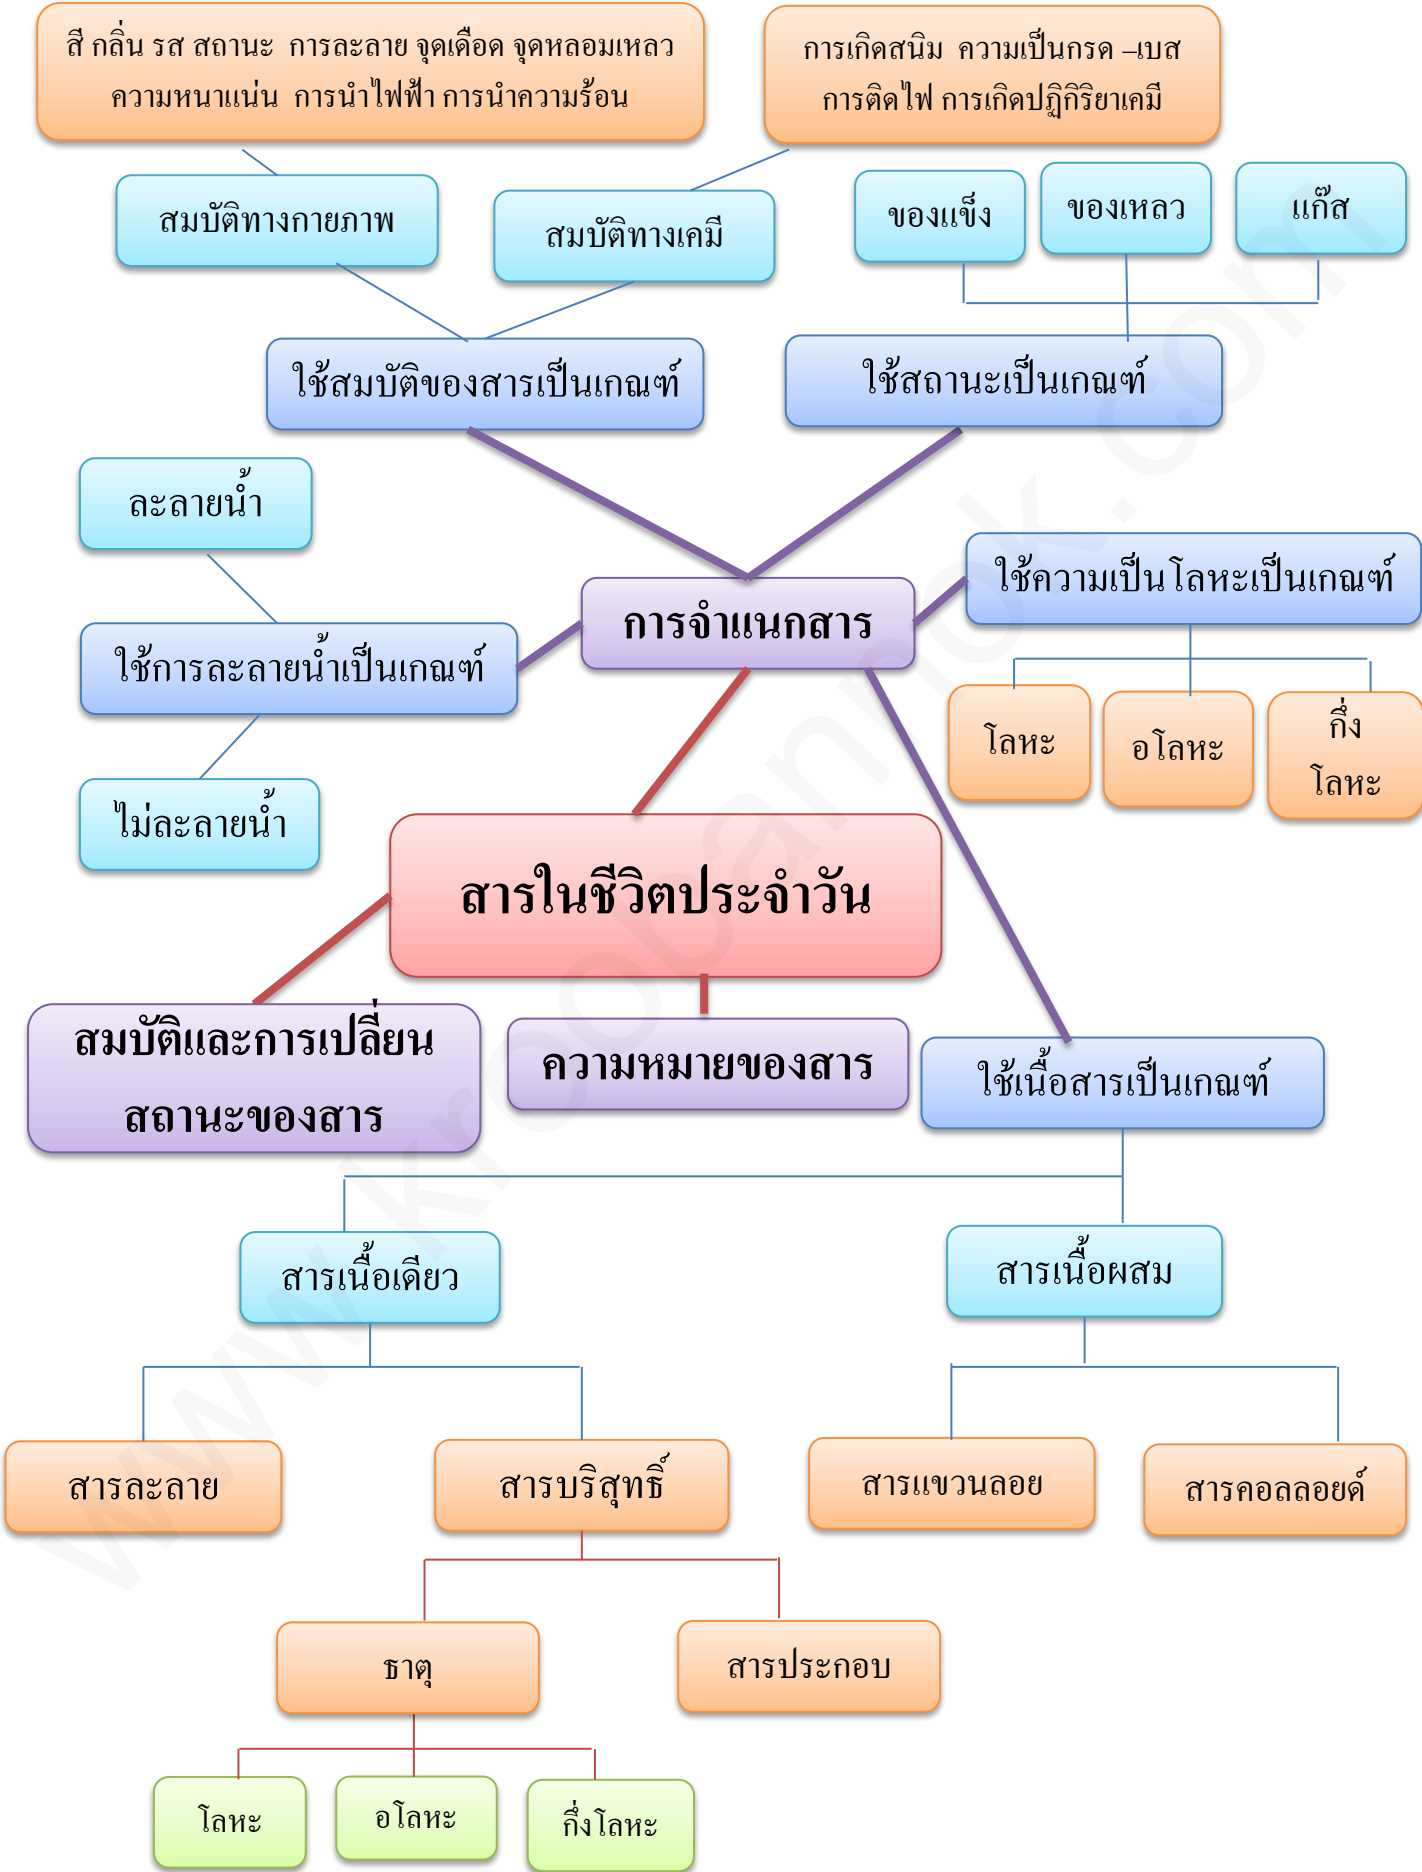 สี กลิ่น รส สถานะ  การละลาย จุดเดือด จุดหลอมเหลว
ความหนาแน่น  การนำไฟฟ้า การนำความร้อน
การเกิดสนิม  ความเป็นกรด –เบส
การติดไฟ การเกิดปฏิกิริยาเคมี
สมบัติทางกายภาพ
สมบัติทางเคมี
ของแข็ง
ของเหลว
แก๊ส
ใช้สมบัติของสารเป็นเกณฑ์
ใช้สถานะเป็นเกณฑ์
ละลายน้ำ
ใช้ความเป็นโลหะเป็นเกณฑ์
การจำแนกสาร
ใช้การละลายน้ำเป็นเกณฑ์
โลหะ
อโลหะ
กึ่ง
โลหะ
ไม่ละลายน้ำ
สารในชีวิตประจำวัน
สมบัติและการเปลี่ยน
สถานะของสาร
ความหมายของสาร
ใช้เนื้อสารเป็นเกณฑ์
สารเนื้อเดียว
สารเนื้อผสม
สารละลาย
สารบริสุทธิ์
สารแขวนลอย
สารคอลลอยด์
ธาตุ
สารประกอบ
โลหะ
อโลหะ
กึ่งโลหะ
www.kroobannok.com